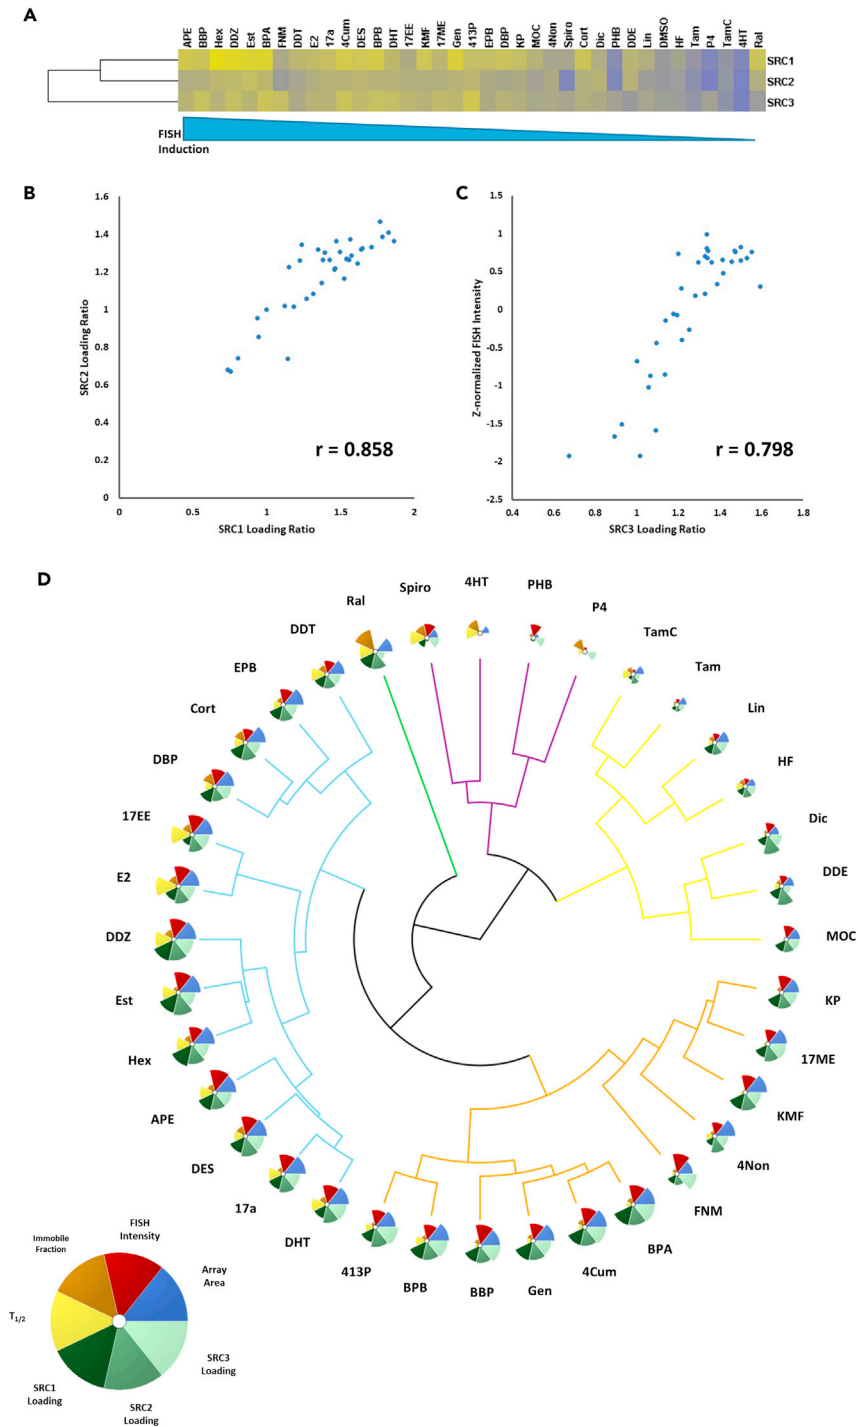 A
APE BBP Hex DDZ Est BPA FNM DDT E2 17a 4Cum DES BPB DHT 17EE KMF 17ME Gen 413P EPB DBP KP MOC 4Non Spiro Cort Dic PHB DDE Lin DMSO HF Tam P4 TamC 4HT Ral
SRC1
SRC2
SRC3
FISH
Induction
B
1.6
1.4
1.2
1
0.8
0.6
0.4
0.2
0
SRC2 Loading Ratio
r = 0.858
0 0.5 1 1.5 2
SRC1 Loading Ratio
C
1.5
1
0.5
0
-0.5
-1
-1.5
-2
-2.5
Z-normalized FISH Intensity
r = 0.798
0.4 0.6 0.8 1 1.2 1.4 1.6 1.8
SRC3 Loading Ratio
D
Ral
Spiro
4HT
PHB
P4
TamC
Tam
Lin
HF
Dic
DDE
MOC
KP
17ME
KMF
4Non
FNM
BPA
4Cum
Gen
BBP
BPB
413P
DHT
17a
DES
APE
Hex
Est
DDZ
E2
17EE
DBP
Cort
EPB
DDT
Immobile
Fraction
FISH
Intensity
Array
Area
SRC3
Loading
SRC2
Loading
SRC1
Loading
T1/2